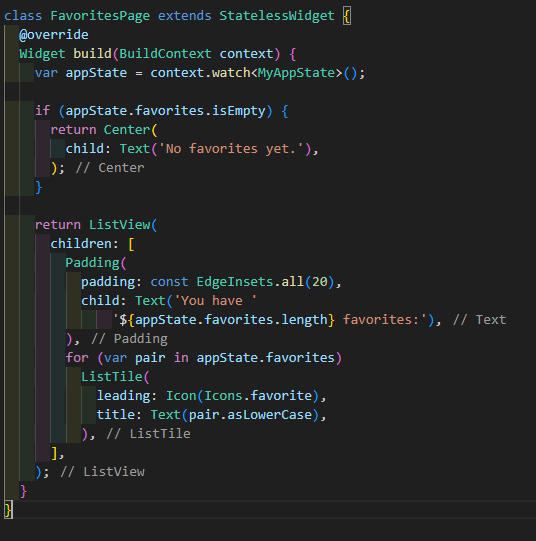 class FavoritesPage extends StatelessWidget {
  @override
  Widget build(BuildContext context) {
    var appState = context.watch<MyAppState>();

    if (appState.favorites.isEmpty) {
      return Center(
        child: Text('No favorites yet.'),
      ); // Center
    }

    return ListView(
      children: [
        Padding(
          padding: const EdgeInsets.all(20),
          child: Text('You have '
              '${appState.favorites.length} favorites:'), // Text
        ), // Padding
        for (var pair in appState.favorites)
          ListTile(
            leading: Icon(Icons.favorite),
            title: Text(pair.asLowerCase),
          ), // ListTile
      ],
    ); // ListView
  }
}